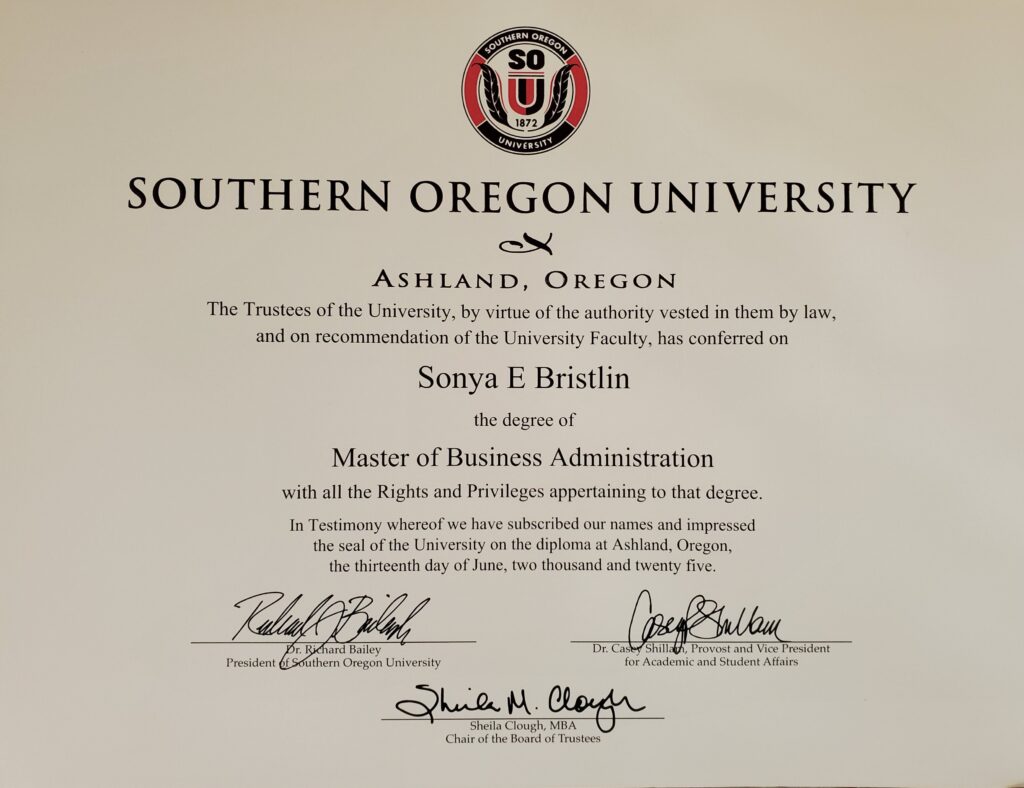 SOUTHERN OREGON
SO
U
1872
UNIVERSITY
SOUTHERN OREGON UNIVERSITY
ASHLAND, OREGON
The Trustees of the University, by virtue of the authority vested in them by law,
and on recommendation of the University Faculty, has conferred on
Sonya E Bristlin
the degree of
Master of Business Administration
with all the Rights and Privileges appertaining to that degree.
In Testimony whereof we have subscribed our names and impressed
the seal of the University on the diploma at Ashland, Oregon,
the thirteenth day of June, two thousand and twenty five.
Richard J Bailey
Dr. Richard Bailey
President of Southern Oregon University
Casey Shillam
Dr. Casey Shillam, Provost and Vice President
for Academic and Student Affairs
Sheila M. Clough
Sheila Clough, MBA
Chair of the Board of Trustees